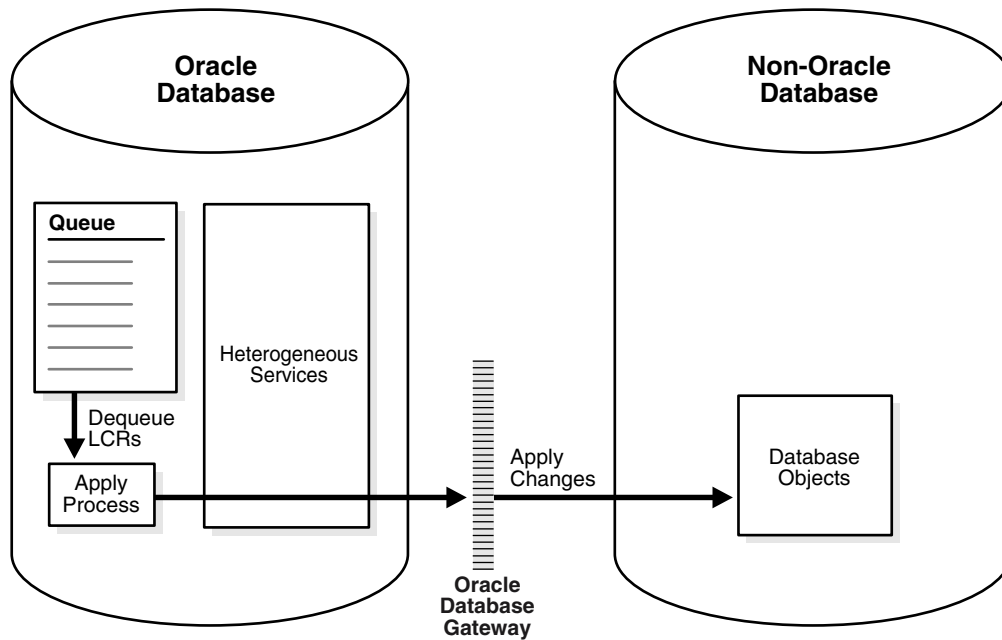 Oracle
Database
Non-Oracle
Database
Queue
Heterogeneous
Services
Dequeue
LCRs
Apply
Process
Apply
Changes
Database
Objects
Oracle
Database
Gateway